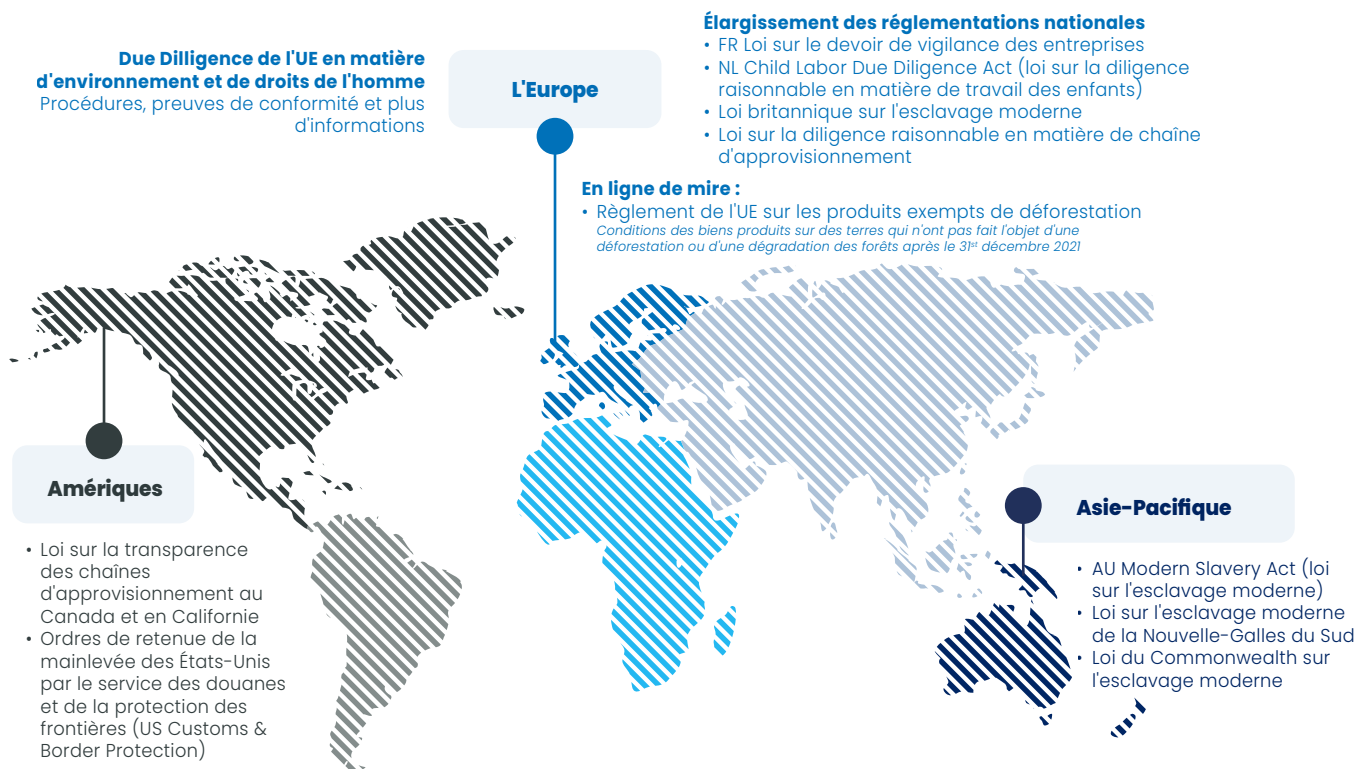 Due Dilligence de l'UE en matière
d'environnement et de droits de l'homme
Procédures, preuves de conformité et plus
d'informations
L'Europe
Élargissement des réglementations nationales
• FR Loi sur le devoir de vigilance des entreprises
• NL Child Labor Due Diligence Act (loi sur la diligence
raisonnable en matière de travail des enfants)
• Loi britannique sur l'esclavage moderne
• Loi sur la diligence raisonnable en matière de chaîne
d'approvisionnement
En ligne de mire :
• Règlement de l'UE sur les produits exempts de déforestation
Conditions des biens produits sur des terres qui n'ont pas fait l'objet d'une
déforestation ou d'une dégradation des forêts après le 31st décembre 2021
Amériques
• Loi sur la transparence
des chaînes
d'approvisionnement au
Canada et en Californie
• Ordres de retenue de la
mainlevée des États-Unis
par le service des douanes
et de la protection des
frontières (US Customs &
Border Protection)
Asie-Pacifique
• AU Modern Slavery Act (loi
sur l'esclavage moderne)
• Loi sur l'esclavage moderne
de la Nouvelle-Galles du Sud
• Loi du Commonwealth sur
l'esclavage moderne